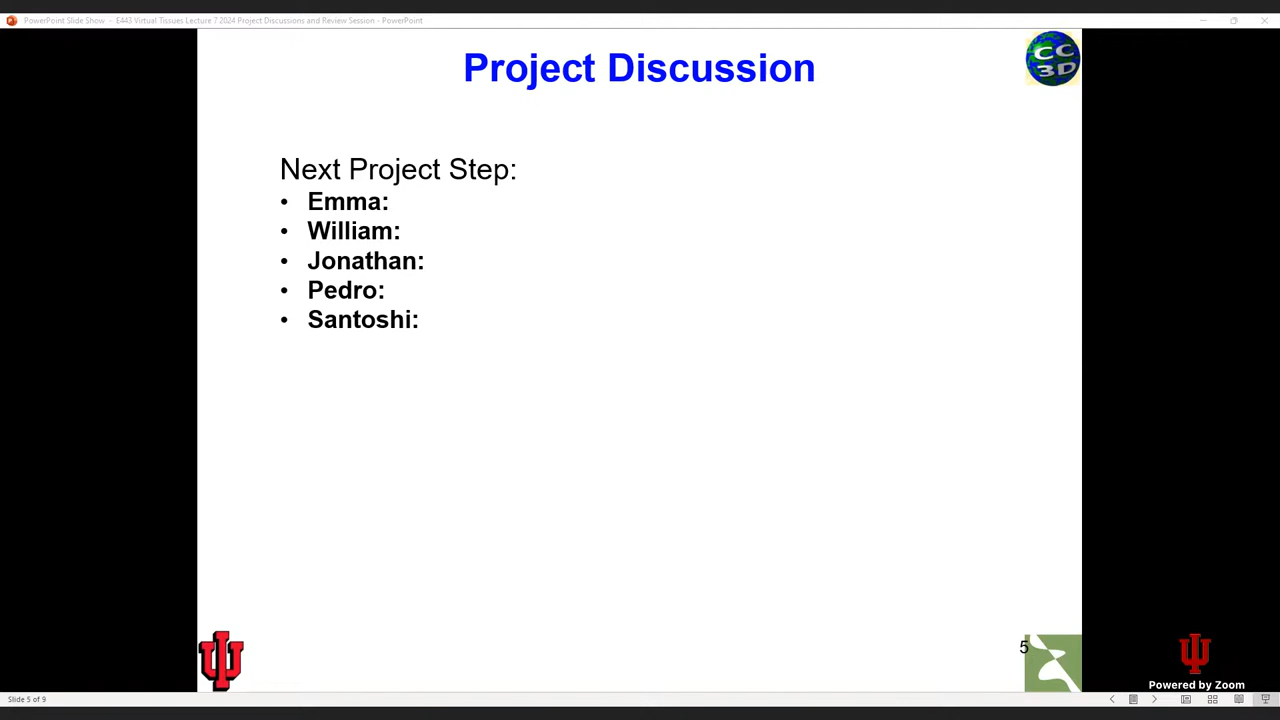 PowerPoint Slide Show - E443 Virtual Tissues Lecture 7 2024 Project Discussions and Review Session - PowerPoint
Project Discussion
CC
3D
Next Project Step:
• Emma:
• William:
• Jonathan:
• Pedro:
• Santoshi:
5
Powered by Zoom
Slide 5 of 9